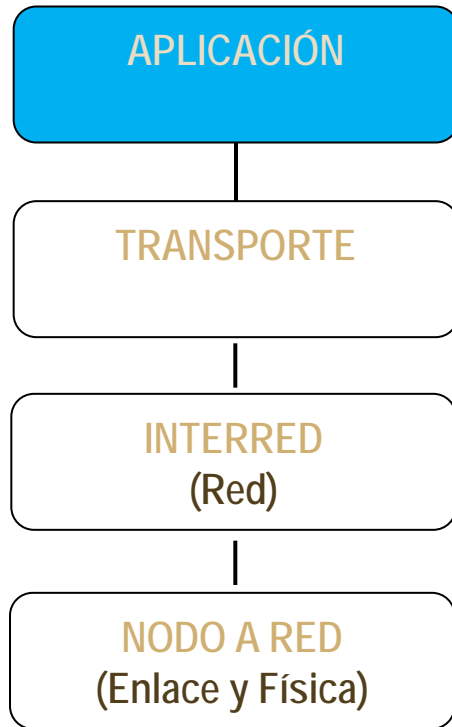 APLICACIÓN
TRANSPORTE
INTERRED
(Red)
NODO A RED
(Enlace y Física)